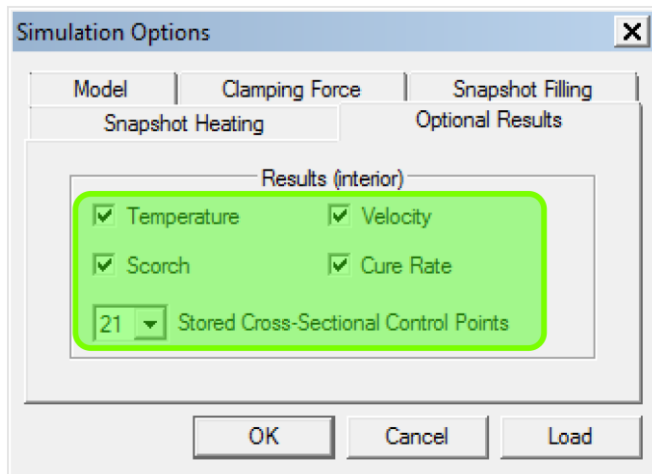 Simulation Options
Model Clamping Force Snapshot Filling
Snapshot Heating Optional Results
Results (interior)
Temperature Velocity
Scorch Cure Rate
21 Stored Cross-Sectional Control Points
OK Cancel Load